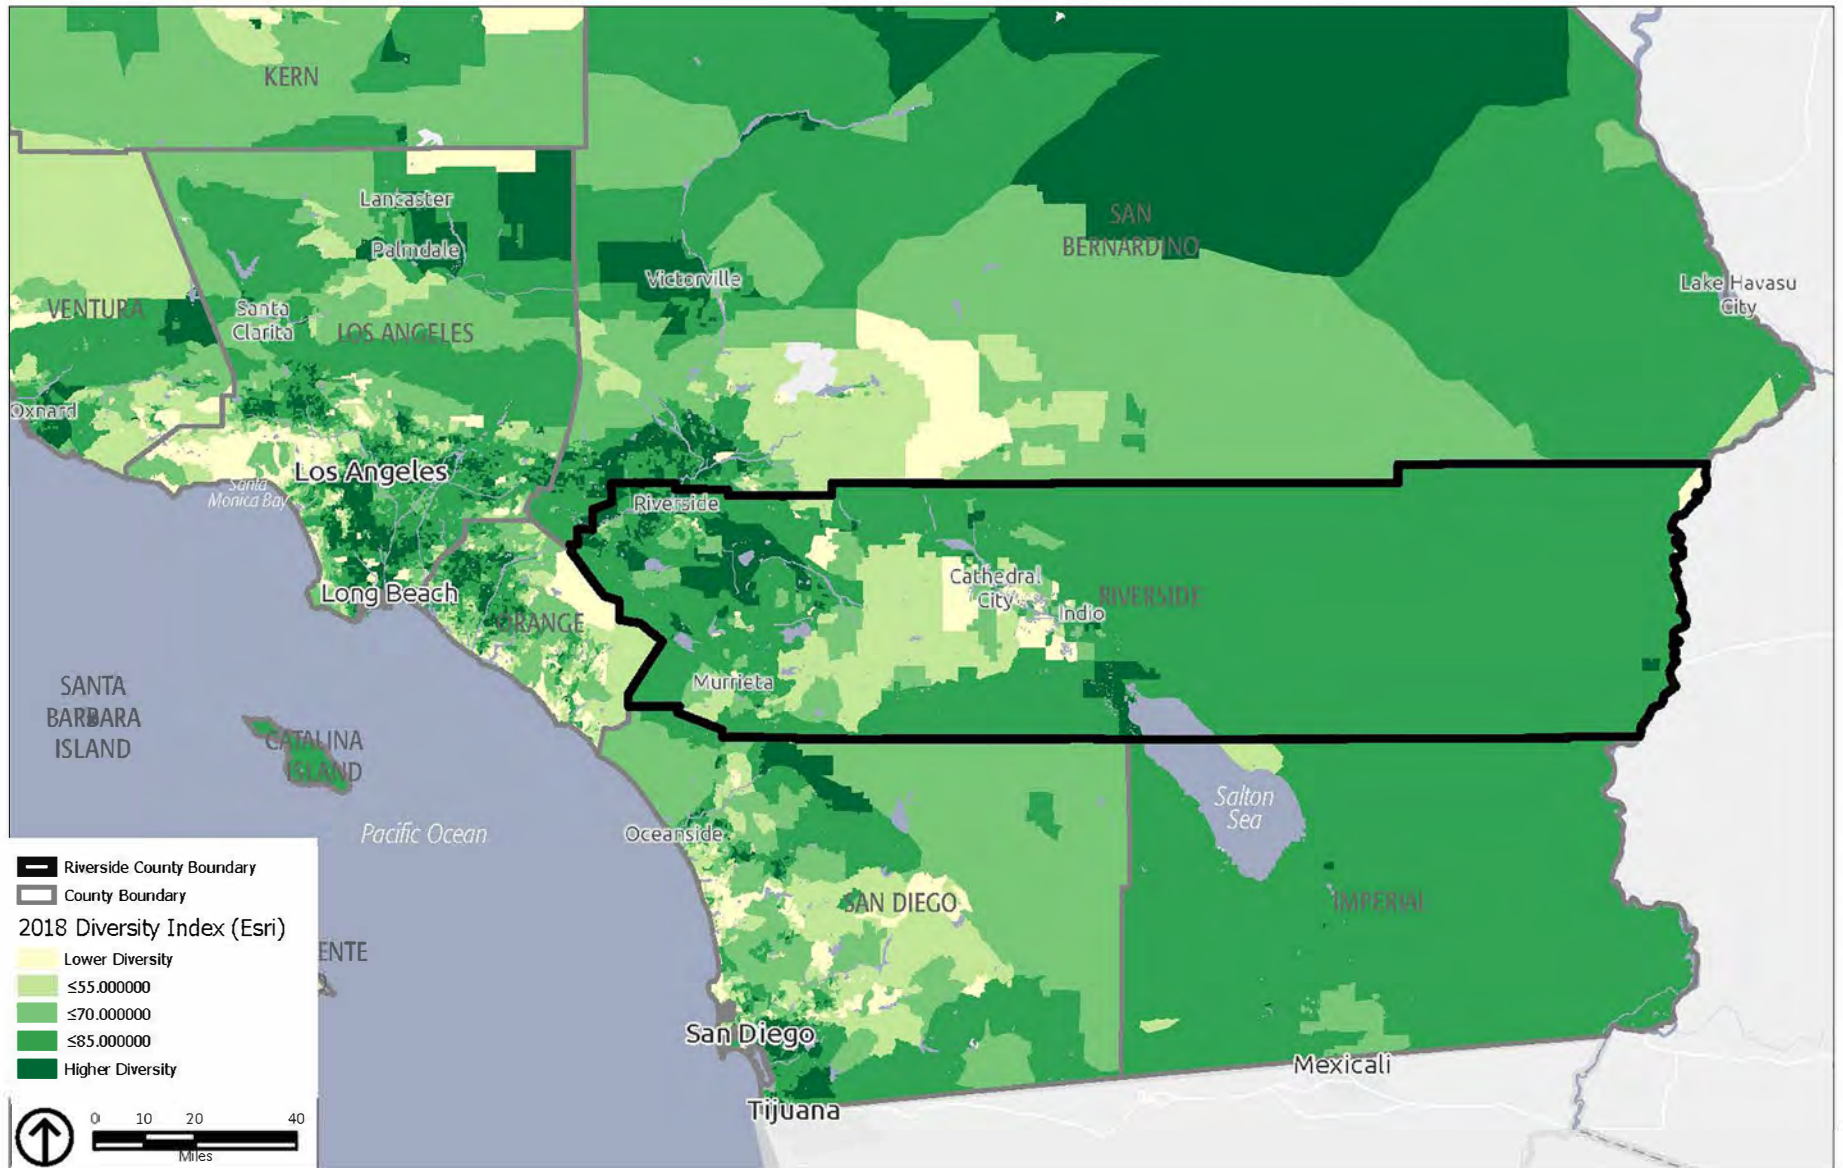 KERN
Lancaster
Palmdale
SAN
BERNARDINO
Victorville
Lake Havasu
City
VENTURA
Santa
Clarita
LOS ANGELES
Oxnard
Los Angeles
Santa
Monica Bay
Riverside
Long Beach
Cathedral
City
RIVERSIDE
Indio
ORANGE
Murrieta
SANTA
BARBARA
ISLAND
CATALINA
ISLAND
Salton
Sea
Pacific Ocean
Oceanside
Riverside County Boundary
County Boundary
2018 Diversity Index (Esri)
Lower Diversity
≤55.000000
≤70.000000
≤85.000000
Higher Diversity
ENTE
SAN DIEGO
IMPERIAL
San Diego
Mexicali
Tijuana
0 10 20 40
Miles